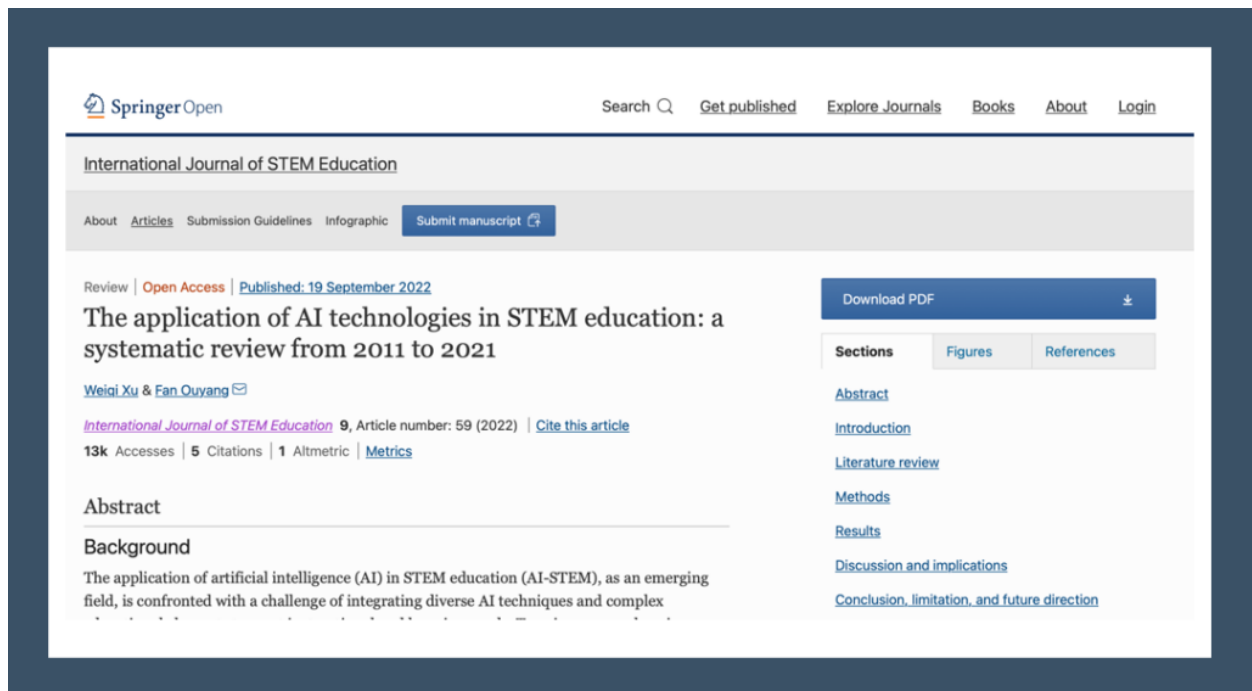 Springer Open
Search Get published Explore Journals Books About Login
International Journal of STEM Education
About Articles Submission Guidelines Infographic Submit manuscript
Review | Open Access | Published: 19 September 2022
The application of AI technologies in STEM education: a
systematic review from 2011 to 2021
Weiqi Xu & Fan Ouyang
International Journal of STEM Education 9, Article number: 59 (2022) | Cite this article
13k Accesses | 5 Citations | 1 Altmetric | Metrics
Abstract
Background
The application of artificial intelligence (AI) in STEM education (AI-STEM), as an emerging
field, is confronted with a challenge of integrating diverse AI techniques and complex
Download PDF
Sections Figures References
Abstract
Introduction
Literature review
Methods
Results
Discussion and implications
Conclusion, limitation, and future direction